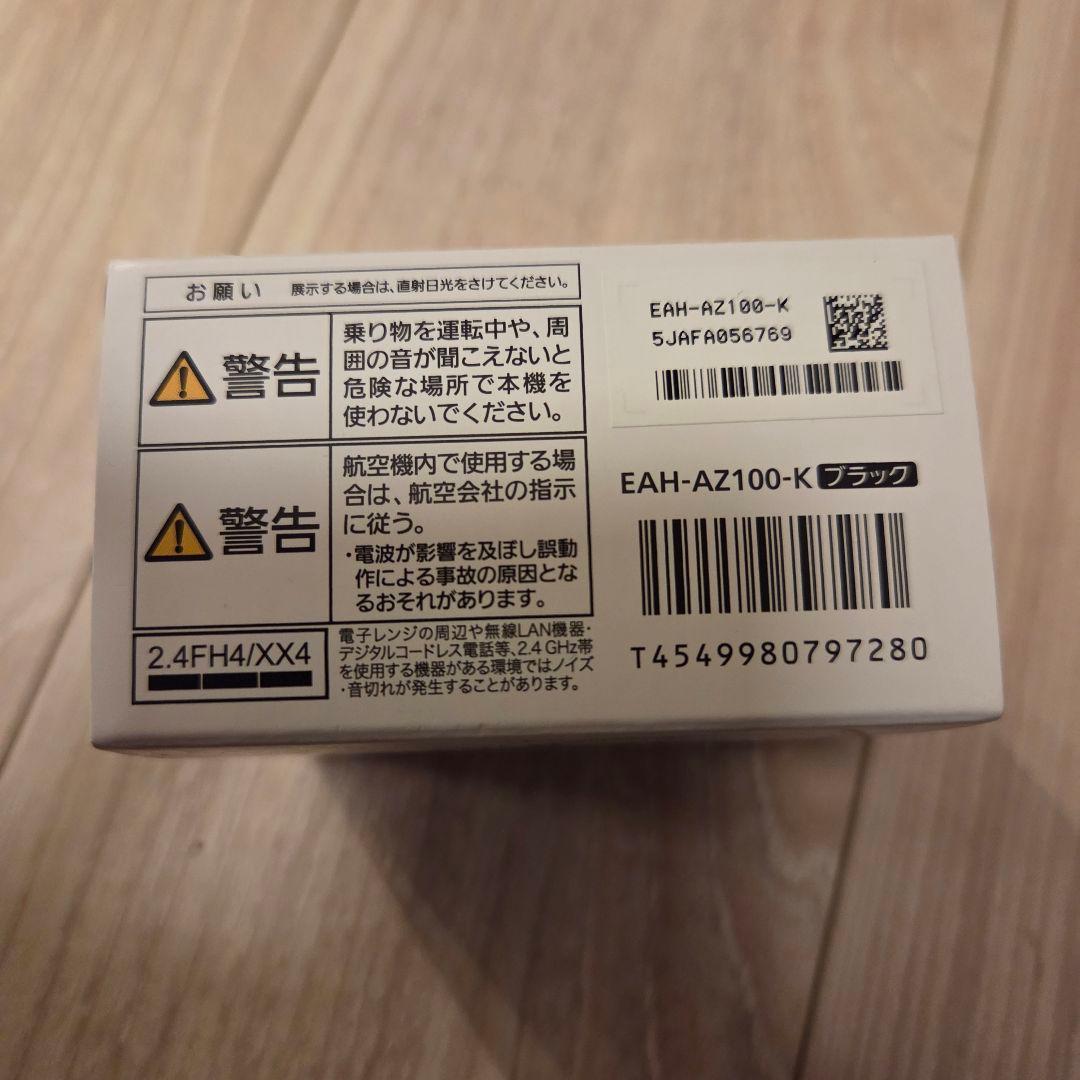 お願い 展示する場合は、直射日光をさけてください。
警告
乗り物を運転中や、周
囲の音が聞こえないと
危険な場所で本機を
使わないでください。
警告
航空機内で使用する場
合は、航空会社の指示
に従う。
・電波が影響を及ぼし誤動
作による事故の原因とな
るおそれがあります。
2.4FH4/XX4
電子レンジの周辺や無線LAN機器・
デジタルコードレス電話等、2.4 GHz帯
を使用する機器がある環境ではノイズ
・音切れが発生することがあります。
EAH-AZ100-K
5JAFA056769
EAH-AZ100-K ブラック
T4549980797280